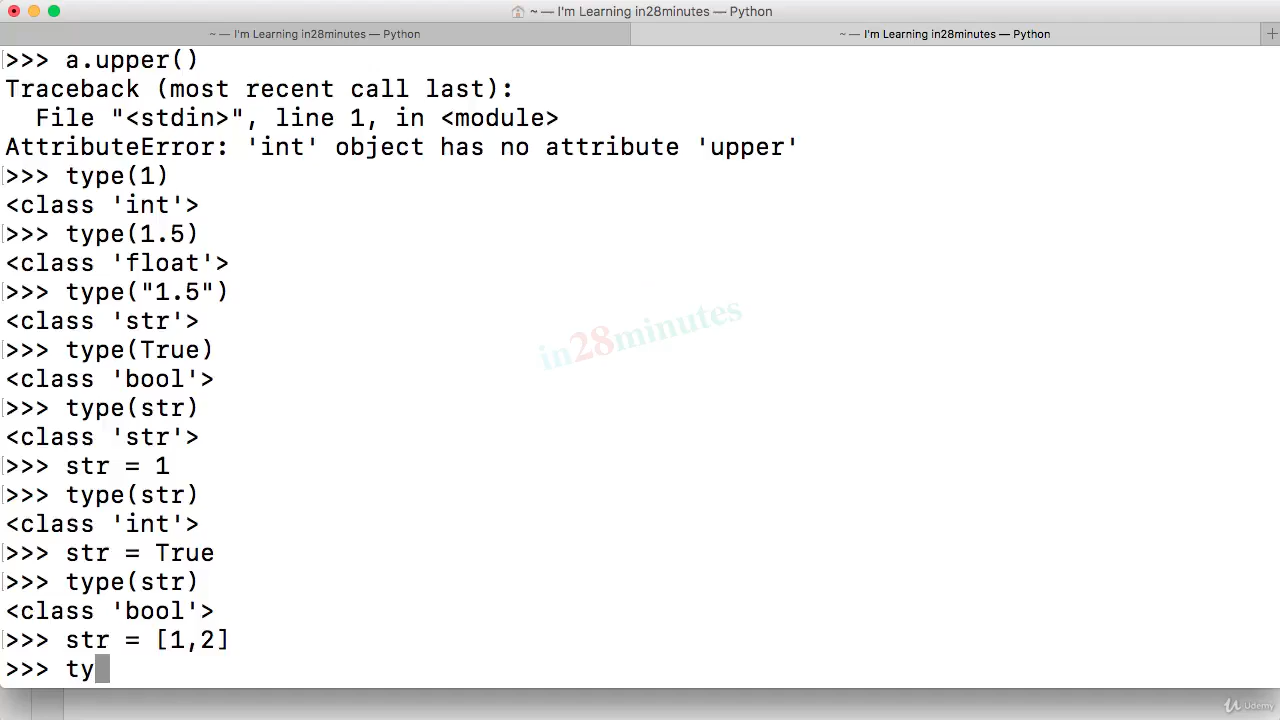 ~ — I'm Learning in28minutes — Python
~ — I'm Learning in28minutes — Python
~ — I'm Learning in28minutes — Python
>>> a.upper()
Traceback (most recent call last):
  File "<stdin>", line 1, in <module>
AttributeError: 'int' object has no attribute 'upper'
>>> type(1)
<class 'int'>
>>> type(1.5)
<class 'float'>
>>> type("1.5")
<class 'str'>
>>> type(True)
<class 'bool'>
>>> type(str)
<class 'str'>
>>> str = 1
>>> type(str)
<class 'int'>
>>> str = True
>>> type(str)
<class 'bool'>
>>> str = [1,2]
>>> ty
in28minutes
Udemy